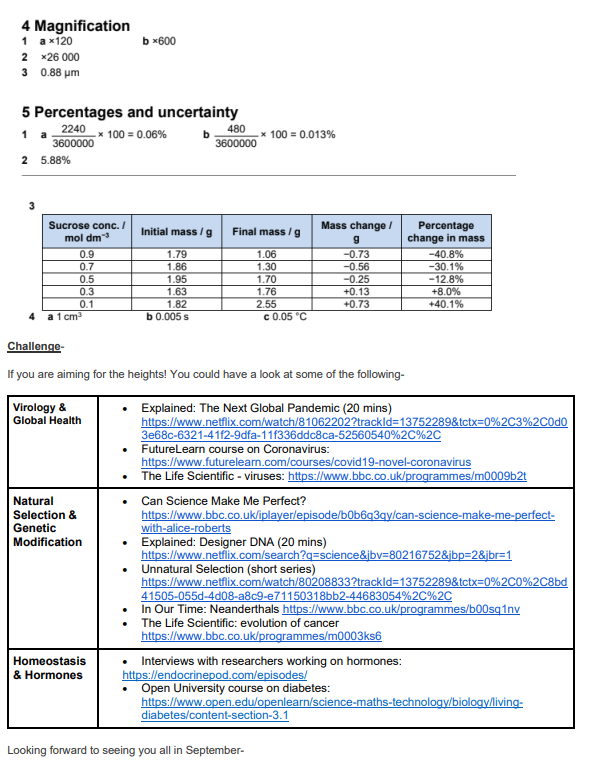 4 Magnification
1 a ×120 b ×600
2 ×26 000
3 0.88 µm
5 Percentages and uncertainty
1 a 2240/3600000 × 100 = 0.06% b 480/3600000 × 100 = 0.013%
2 5.88%
3
Sucrose conc. / mol dm⁻³ Initial mass / g Final mass / g Mass change / g Percentage change in mass
0.9 1.79 1.06 −0.73 −40.8%
0.7 1.86 1.30 −0.56 −30.1%
0.5 1.95 1.70 −0.25 −12.8%
0.3 1.63 1.76 +0.13 +8.0%
0.1 1.82 2.55 +0.73 +40.1%
4 a 1 cm³ b 0.005 s c 0.05 °C
Challenge-
If you are aiming for the heights! You could have a look at some of the following-
Virology &
Global Health
• Explained: The Next Global Pandemic (20 mins)
https://www.netflix.com/watch/81062202?trackId=13752289&tctx=0%2C3%2C0d0
3e68c-6321-41f2-9dfa-11f336ddc8ca-52560540%2C%2C
• FutureLearn course on Coronavirus:
https://www.futurelearn.com/courses/covid19-novel-coronavirus
• The Life Scientific - viruses: https://www.bbc.co.uk/programmes/m0009b2t
Natural
Selection &
Genetic
Modification
• Can Science Make Me Perfect?
https://www.bbc.co.uk/iplayer/episode/b0b6q3qy/can-science-make-me-perfect-
with-alice-roberts
• Explained: Designer DNA (20 mins)
https://www.netflix.com/search?q=science&jbv=80216752&jbp=2&jbr=1
• Unnatural Selection (short series)
https://www.netflix.com/watch/80208833?trackId=13752289&tctx=0%2C0%2C8bd
41505-055d-4d08-a8c9-e71150318bb2-44683054%2C%2C
• In Our Time: Neanderthals https://www.bbc.co.uk/programmes/b00sq1nv
• The Life Scientific: evolution of cancer
https://www.bbc.co.uk/programmes/m0003ks6
Homeostasis
& Hormones
• Interviews with researchers working on hormones:
https://endocrinepod.com/episodes/
• Open University course on diabetes:
https://www.open.edu/openlearn/science-maths-technology/biology/living-
diabetes/content-section-3.1
Looking forward to seeing you all in September-